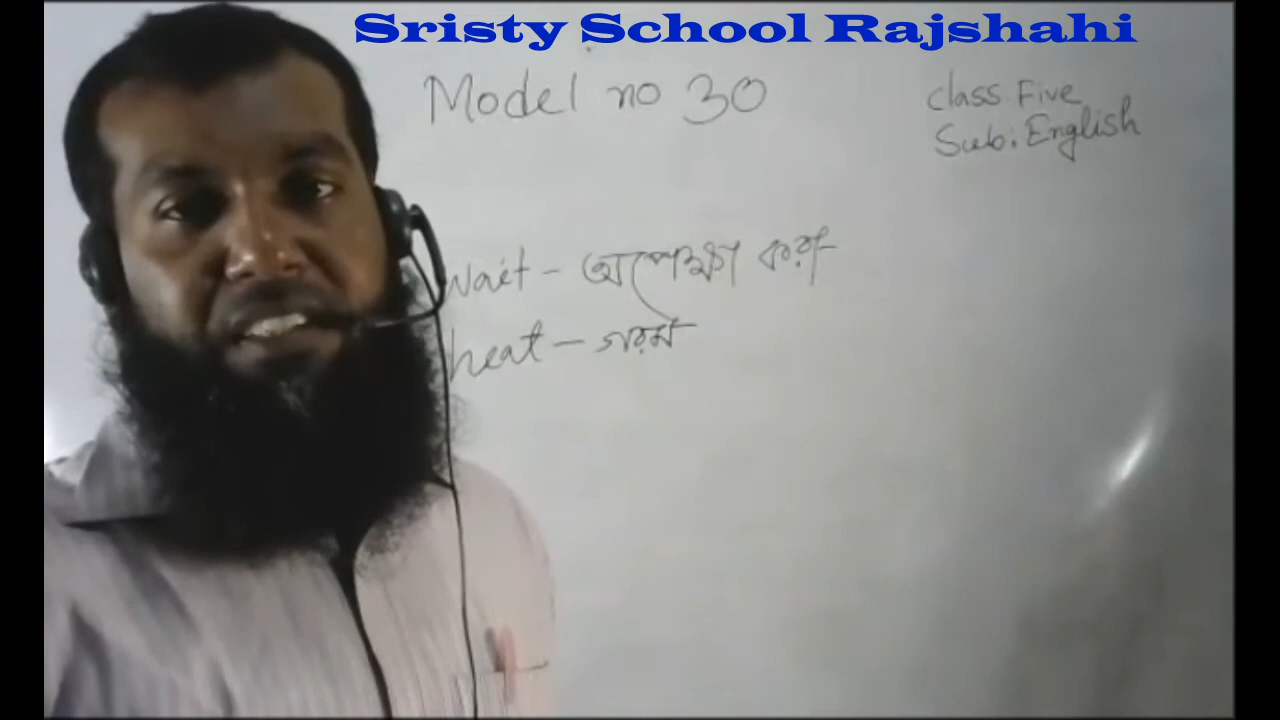 Sristy School Rajshahi
Model no 30
class Five
Sub: English
wait - অপেক্ষা করা
heat - গরম